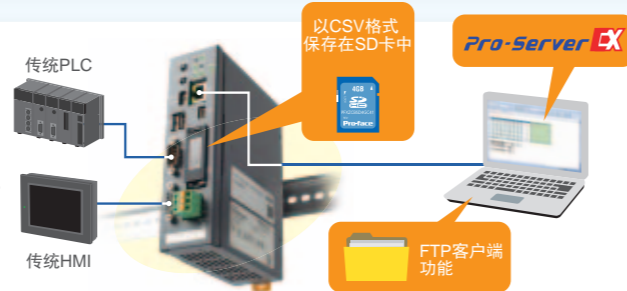 以CSV格式
保存在SD卡中
Pro-Server EX
传统PLC
4GB
Pro-face
传统HMI
FTP客户端
功能